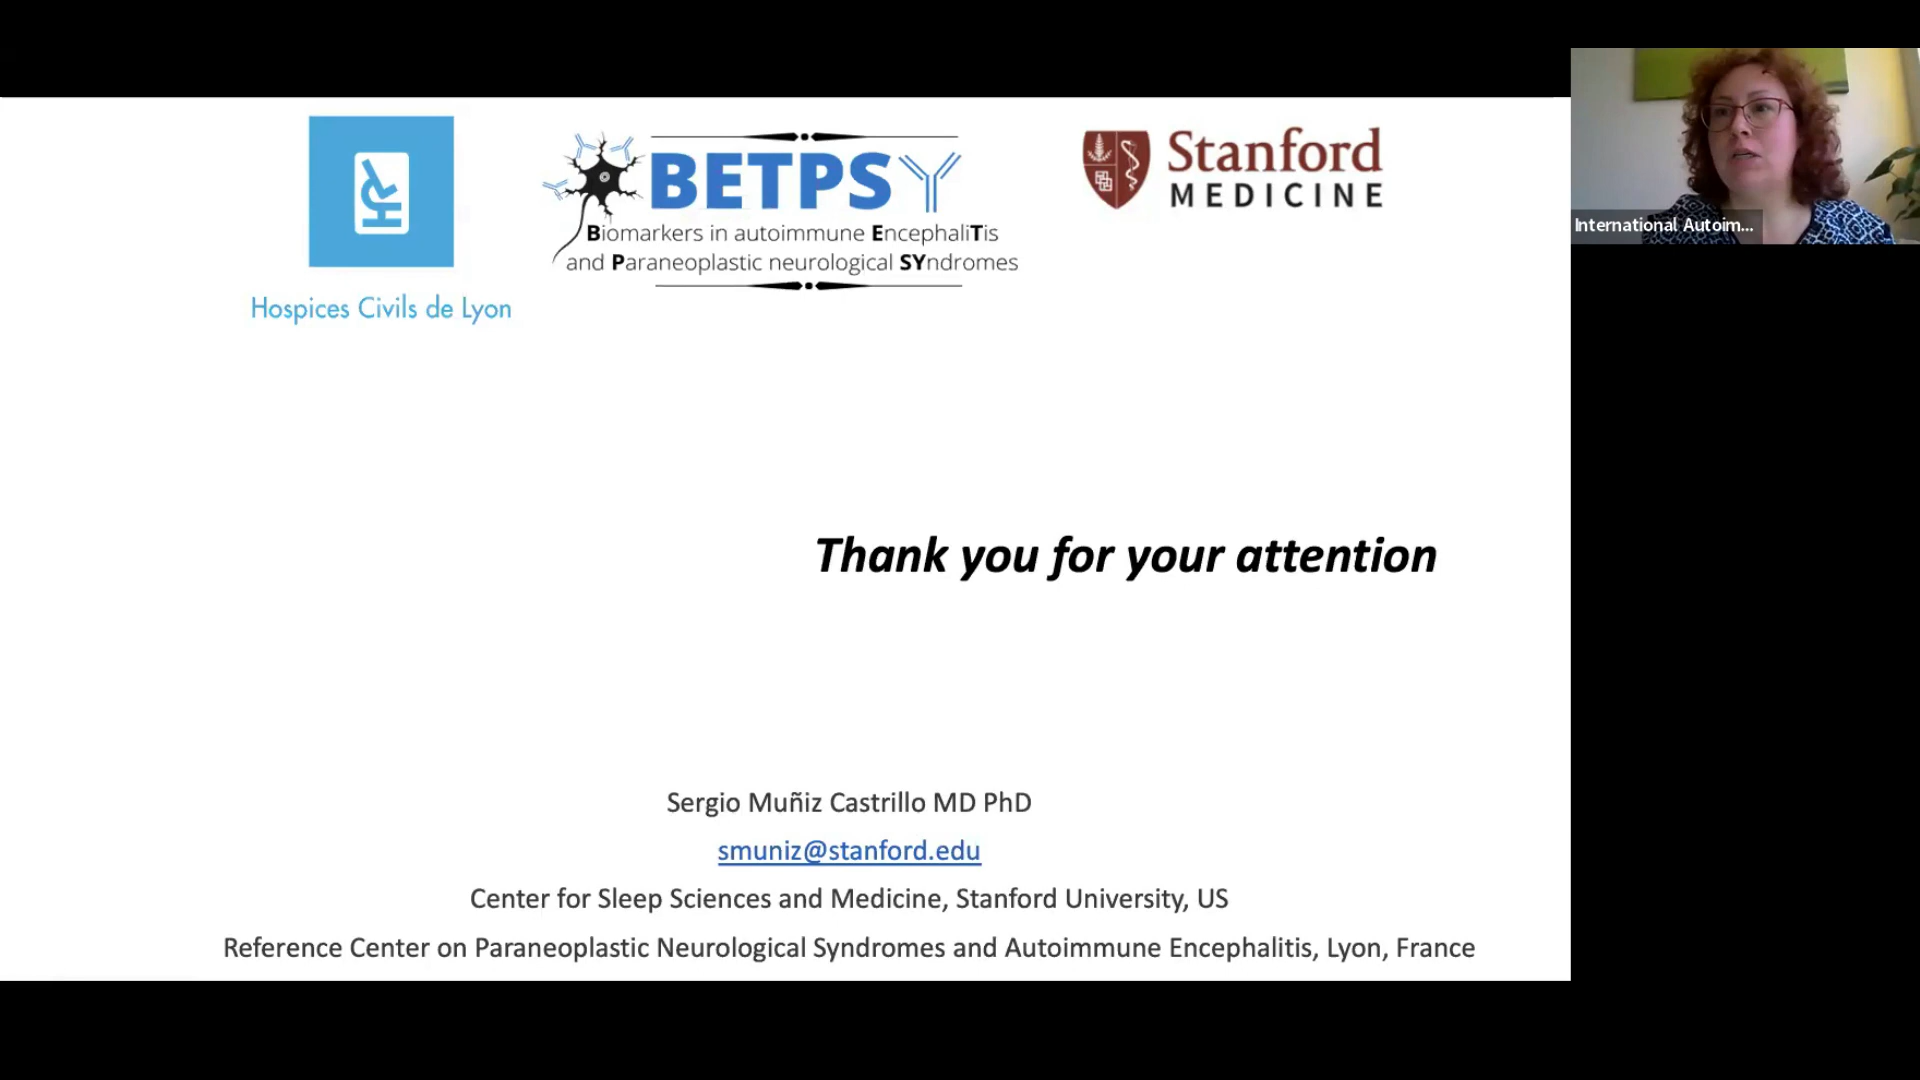 BETPSY
Biomarkers in autoimmune EncephaliTis
and Paraneoplastic neurological SYndromes
Stanford
MEDICINE
HCL
Hospices Civils de Lyon
International Autoim...
Thank you for your attention
Sergio Muñiz Castrillo MD PhD
smuniz@stanford.edu
Center for Sleep Sciences and Medicine, Stanford University, US
Reference Center on Paraneoplastic Neurological Syndromes and Autoimmune Encephalitis, Lyon, France